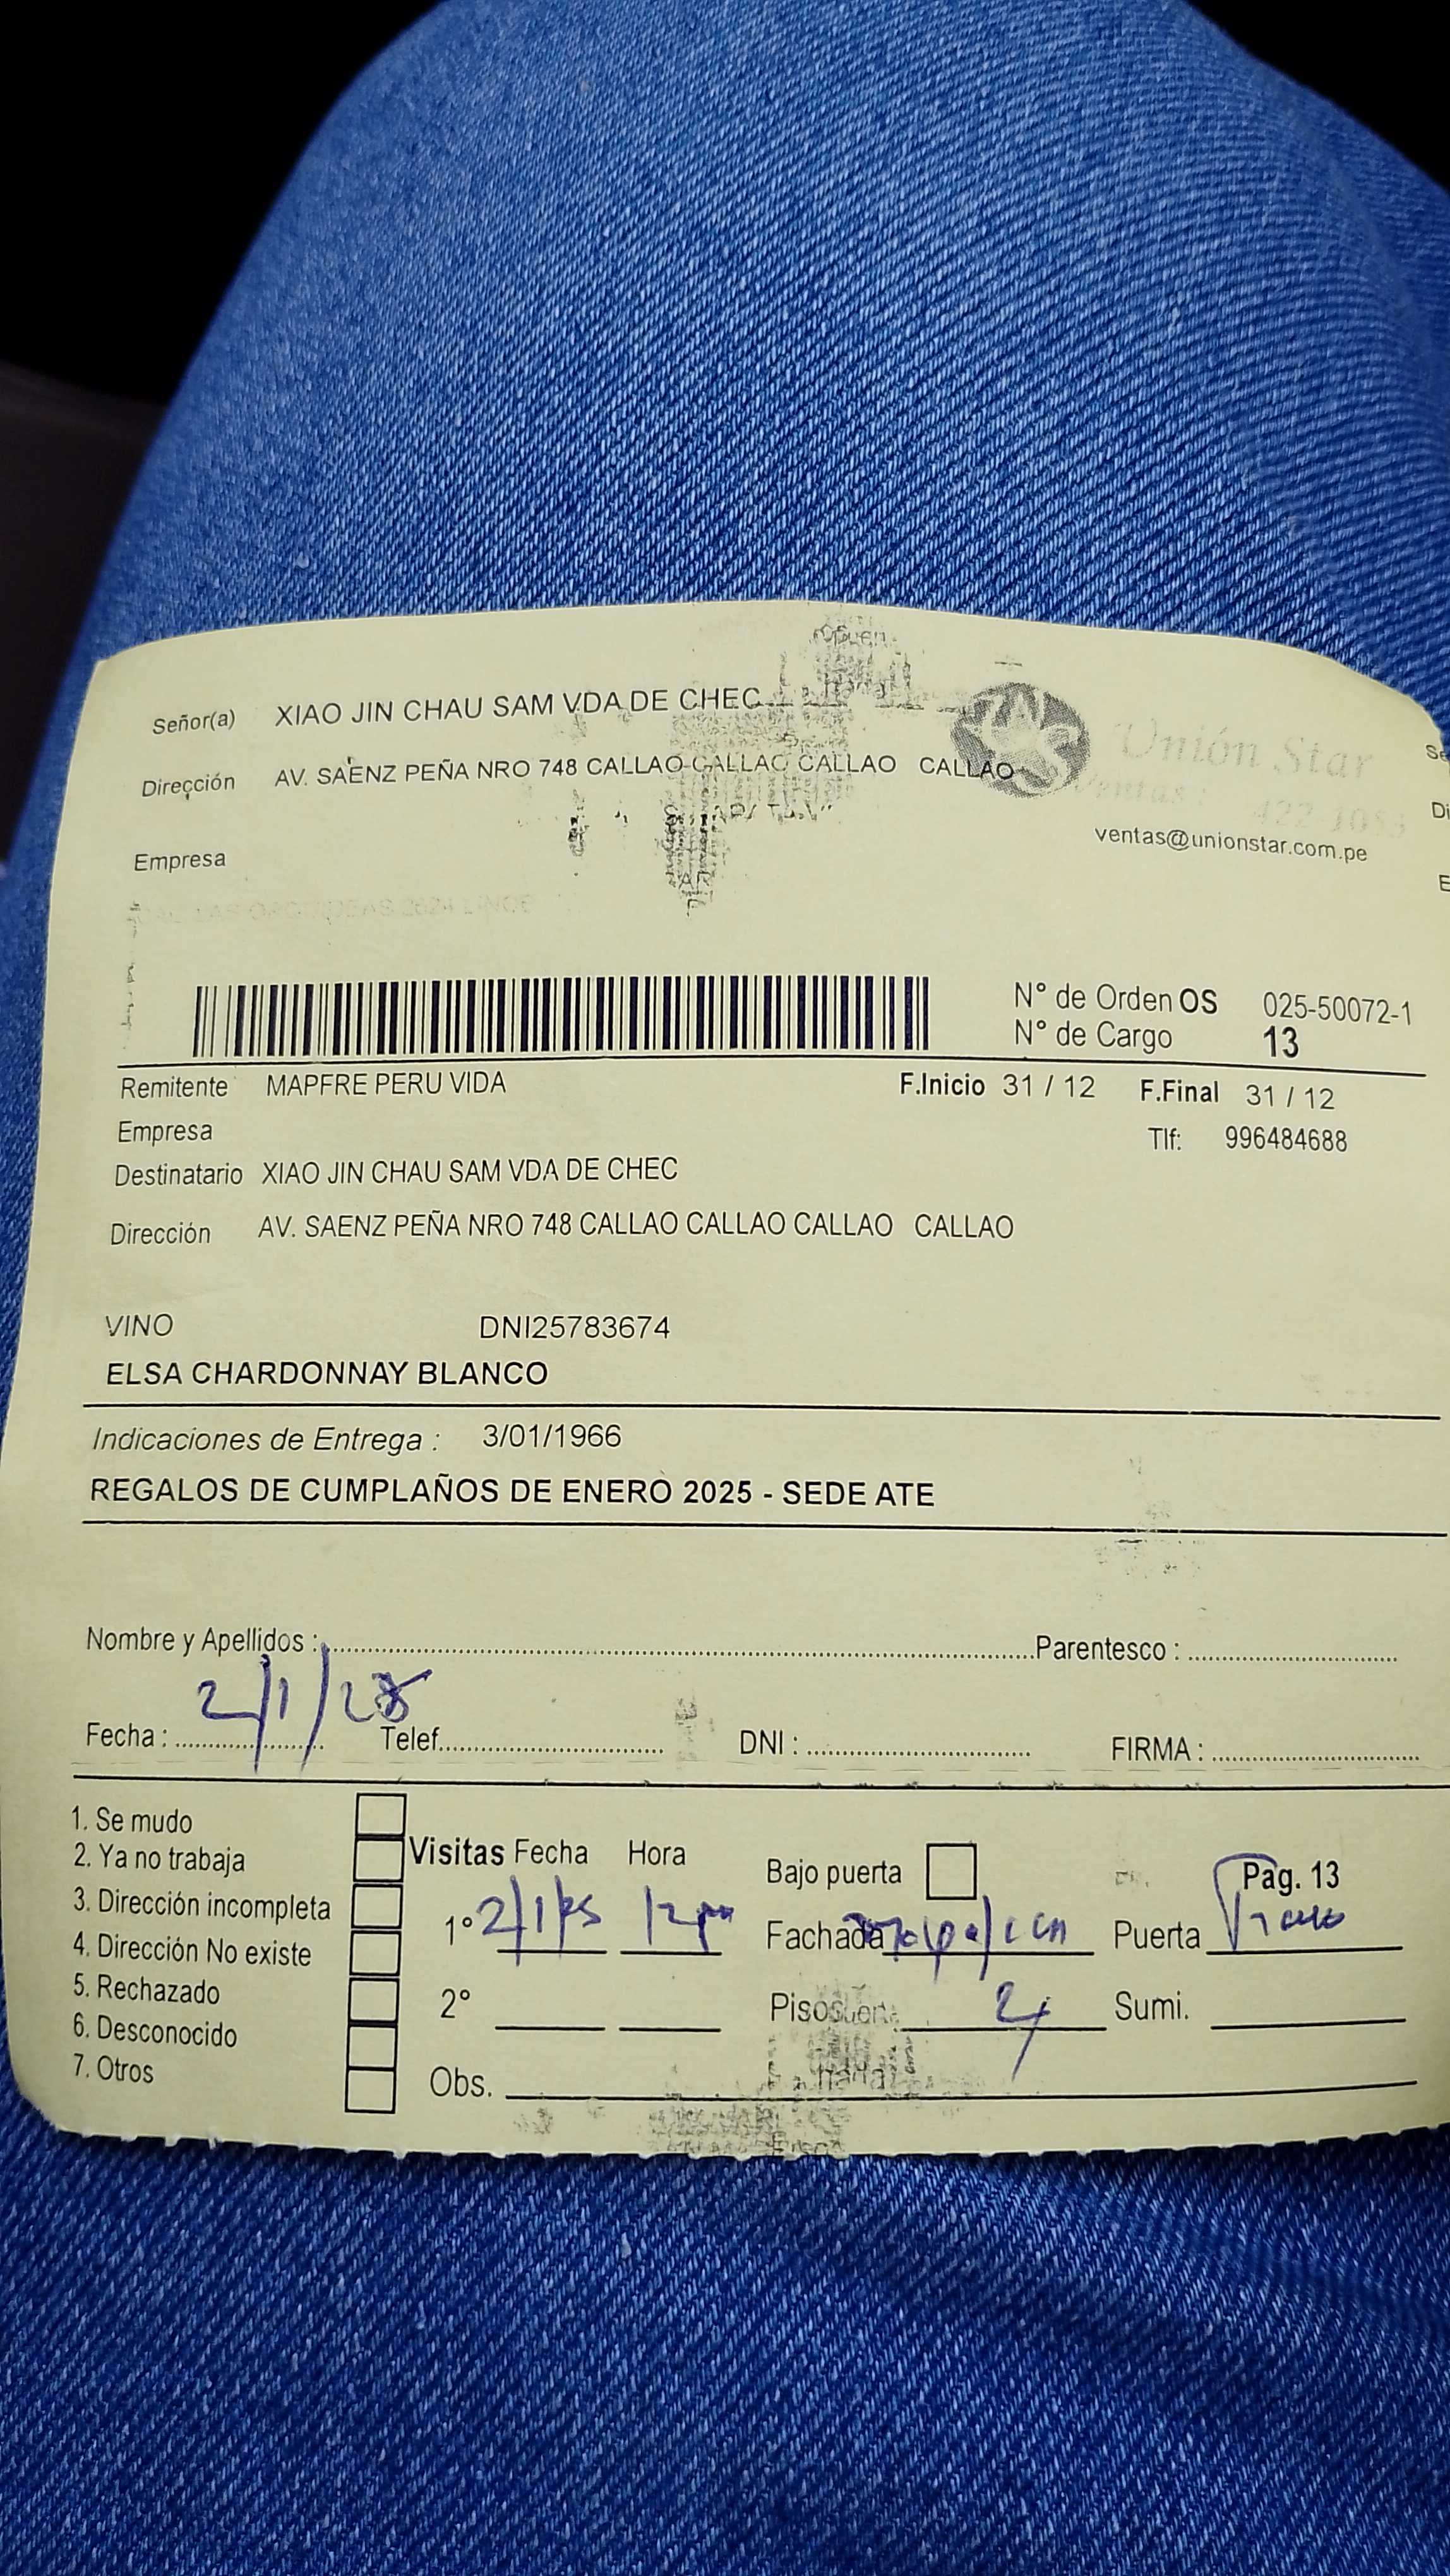 Señor(a) XIAO JIN CHAU SAM VDA DE CHEC
Dirección AV. SAENZ PEÑA NRO 748 CALLAO CALLAO CALLAO CALLAO
Unión Star
Ventas: 422 1053
ventas@unionstar.com.pe
Empresa
N° de Orden OS 025-50072-1
N° de Cargo 13
Remitente MAPFRE PERU VIDA F.Inicio 31 / 12 F.Final 31 / 12
Empresa Tlf: 996484688
Destinatario XIAO JIN CHAU SAM VDA DE CHEC
Dirección AV. SAENZ PEÑA NRO 748 CALLAO CALLAO CALLAO CALLAO
VINO DNI25783674
ELSA CHARDONNAY BLANCO
Indicaciones de Entrega : 3/01/1966
REGALOS DE CUMPLAÑOS DE ENERO 2025 - SEDE ATE
Nombre y Apellidos : Parentesco :
Fecha : 2/1/25 Telef. DNI : FIRMA :
1. Se mudo
2. Ya no trabaja
3. Dirección incompleta
4. Dirección No existe
5. Rechazado
6. Desconocido
7. Otros
Visitas Fecha Hora
1° 2/1/25 12pm
2°
Obs.
Bajo puerta Pag. 13
Fachada Puerta
Pisos 2 Sumi.